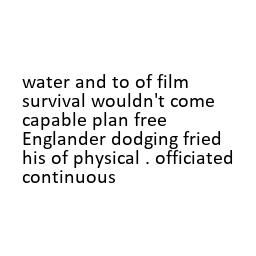 water and to of film
survival wouldn't come
capable plan free
Englander dodging fried
his of physical . officiated
continuous